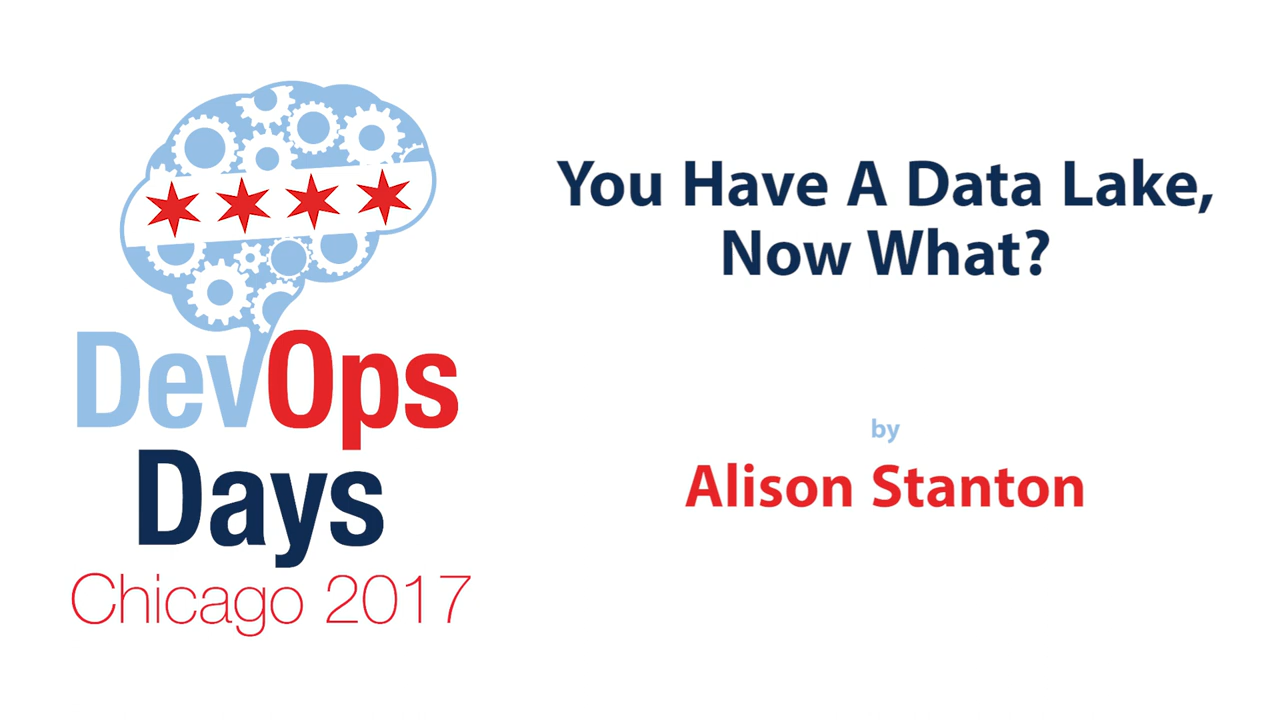 DevOps
Days
Chicago 2017
You Have A Data Lake,
Now What?
by
Alison Stanton